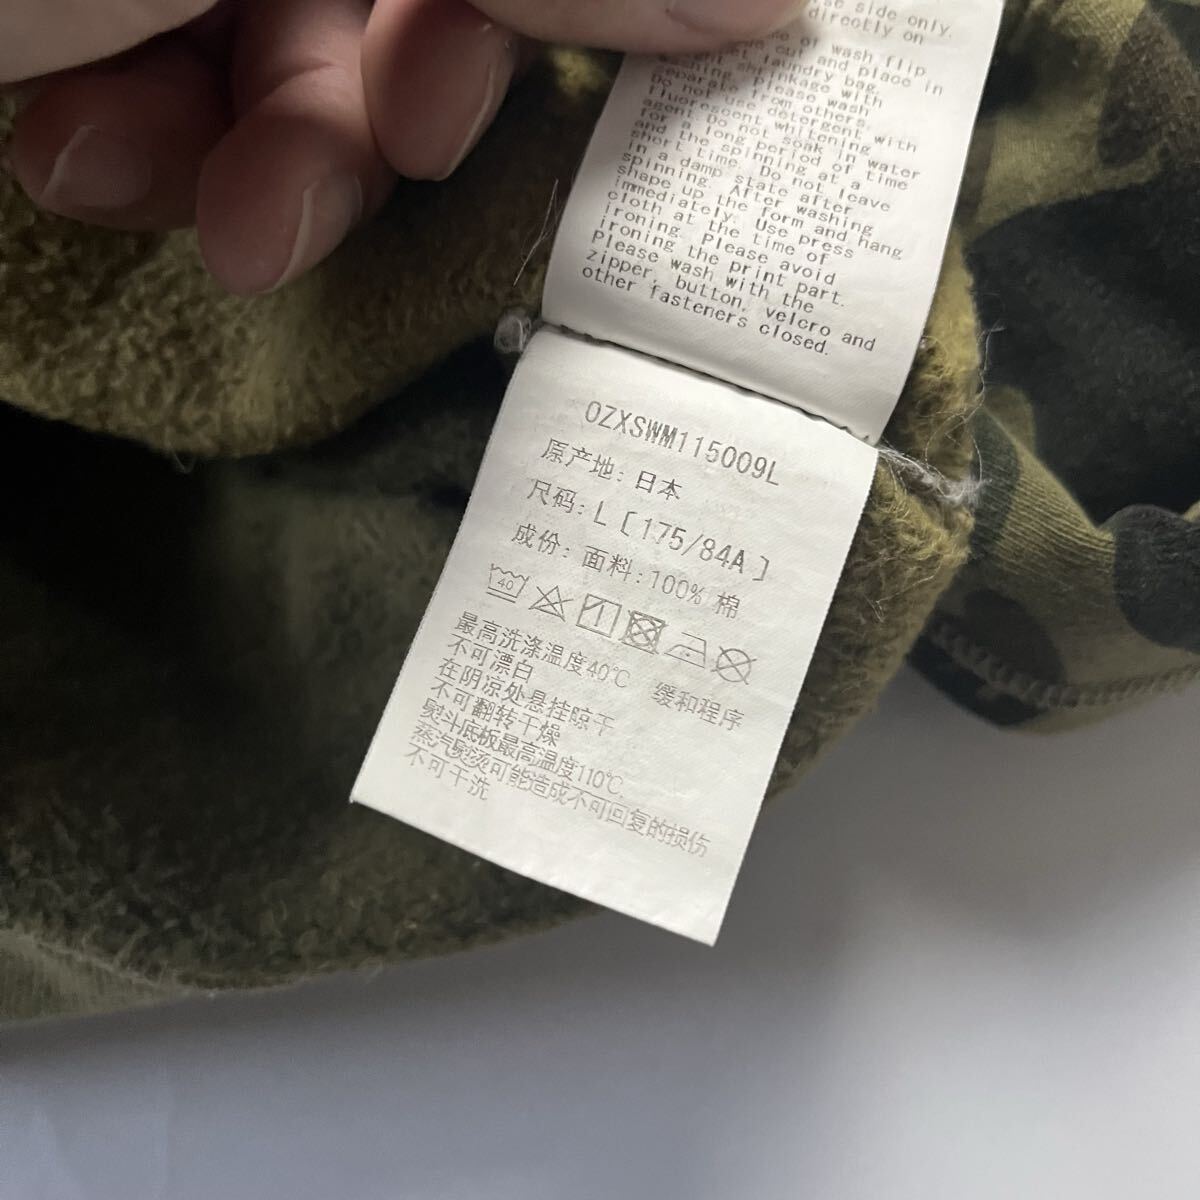 side only.
directly on
of wash flip
cut and place in
laundry bag.
shrinkage with
please wash
separate from others.
Do not use detergent with
fluorescent whitening
agent. Do not soak in water
for a long period of time
and the spinning at a
short time. Do not leave
in a damp state after
spinning. After washing
shape up the form and hang
immediately. Use press
cloth at the time of
ironing. Please avoid
ironing the print part.
Please wash with the
zipper, button, velcro and
other fasteners closed.
0ZXSWM115009L
原产地: 日本
尺码: L [175/84A]
成份: 面料:100% 棉
40
最高洗涤温度40℃ 缓和程序
不可漂白
在阴凉处悬挂晾干
不可翻转干燥
熨斗底板最高温度110℃.
蒸汽熨烫可能造成不可回复的损伤
不可干洗